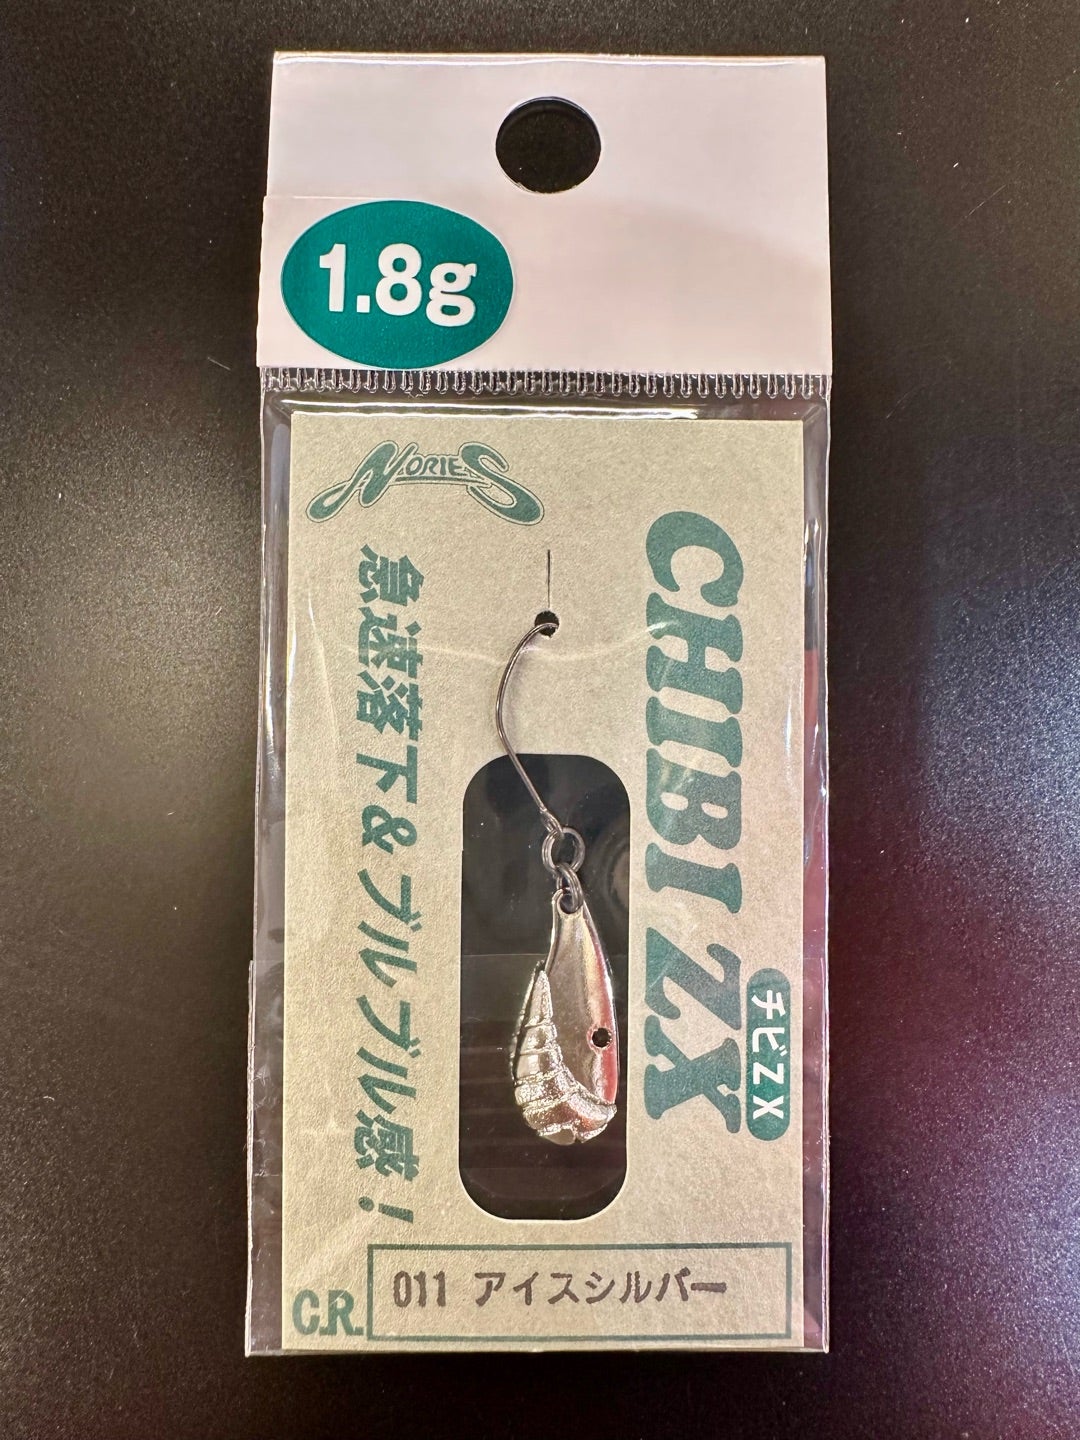 1.8g
NORIES
CHIBI ZX
チビZX
急速落下&ブルブル感!
C.R. 011 アイスシルバー